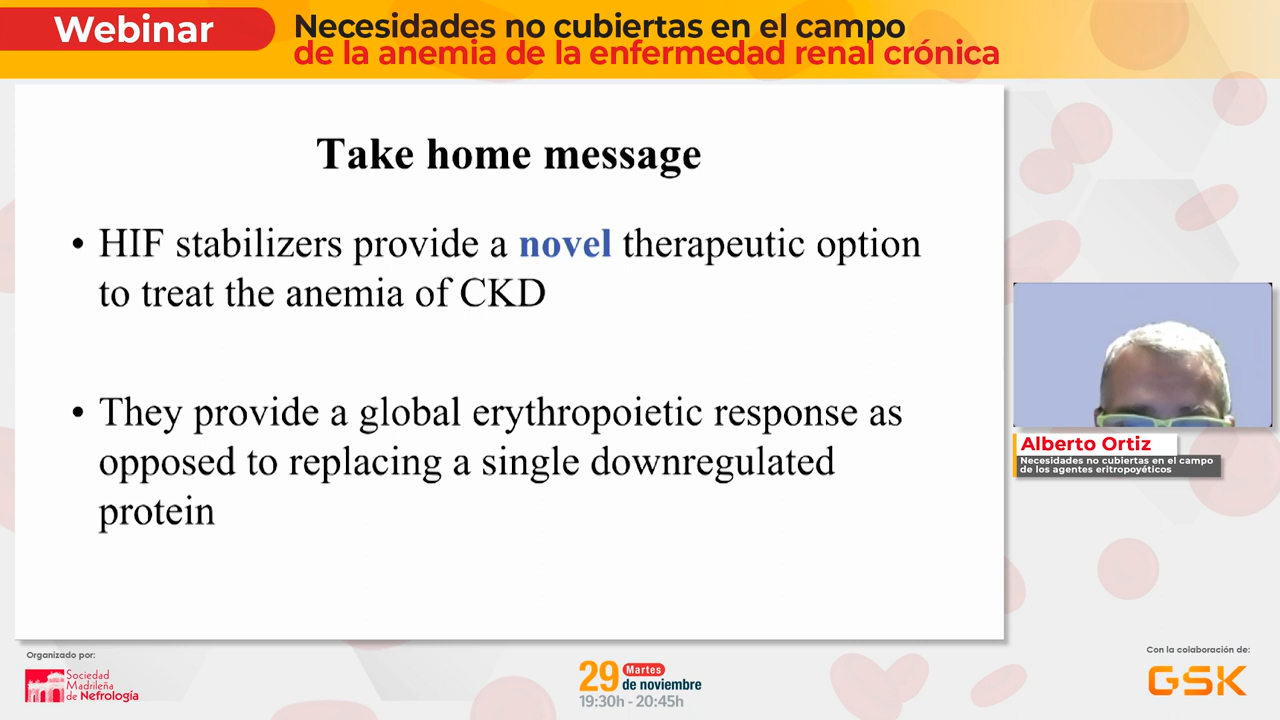 Webinar
Necesidades no cubiertas en el campo
de la anemia de la enfermedad renal crónica
Take home message
• HIF stabilizers provide a novel therapeutic option
to treat the anemia of CKD
• They provide a global erythropoietic response as
opposed to replacing a single downregulated
protein
Alberto Ortiz
Necesidades no cubiertas en el campo
de los agentes eritropoyéticos
Organizado por:
Sociedad
Madrileña
de Nefrología
29 Martes
de noviembre
19:30h - 20:45h
Con la colaboración de:
GSK